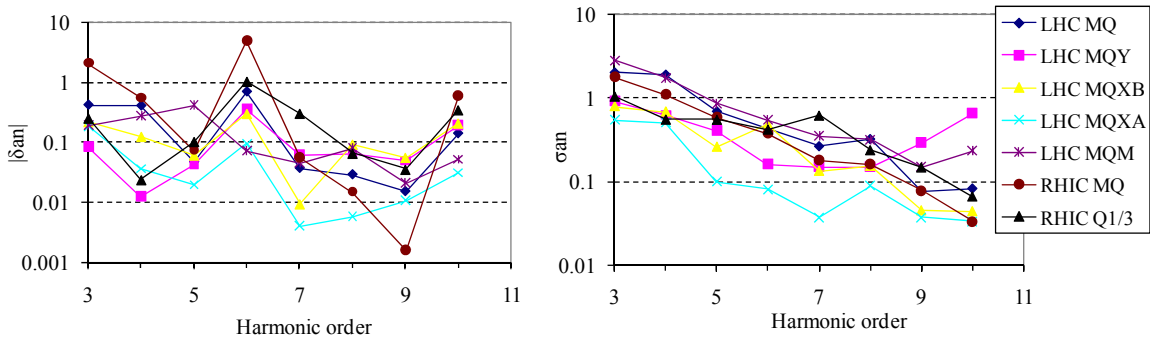 10
1
0.1
0.01
0.001
|δan|
3
5
7
9
11
Harmonic order
10
1
0.1
0.01
σan
3
5
7
9
11
Harmonic order
LHC MQ
LHC MQY
LHC MQXB
LHC MQXA
LHC MQM
RHIC MQ
RHIC Q1/3